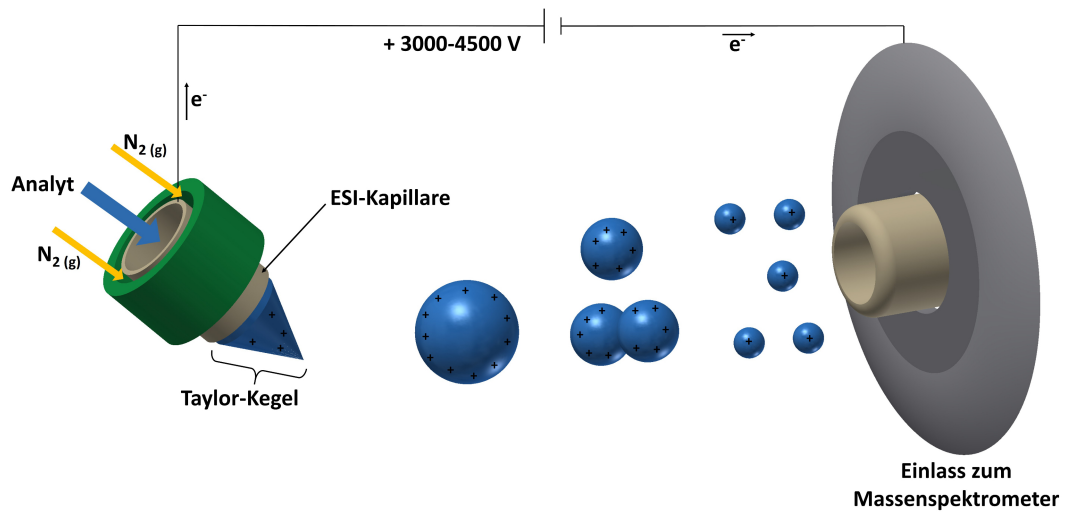 + 3000-4500 V
e-
e-
N2 (g)
Analyt
N2 (g)
ESI-Kapillare
Taylor-Kegel
Einlass zum
Massenspektrometer